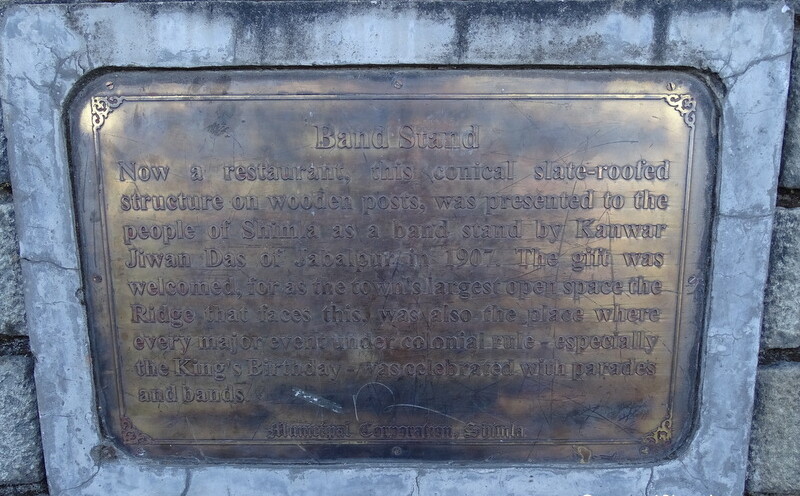 Band Stand
Now a restaurant, this conical slate-roofed
structure on wooden posts, was presented to the
people of Shimla as a band stand by Kanwar
Jiwan Das of Jabalpur in 1907. The gift was
welcomed, for as the town's largest open space the
Ridge that faces this, was also the place where
every major event under colonial rule - especially
the King's Birthday - was celebrated with parades
and bands.
Municipal Corporation, Shimla